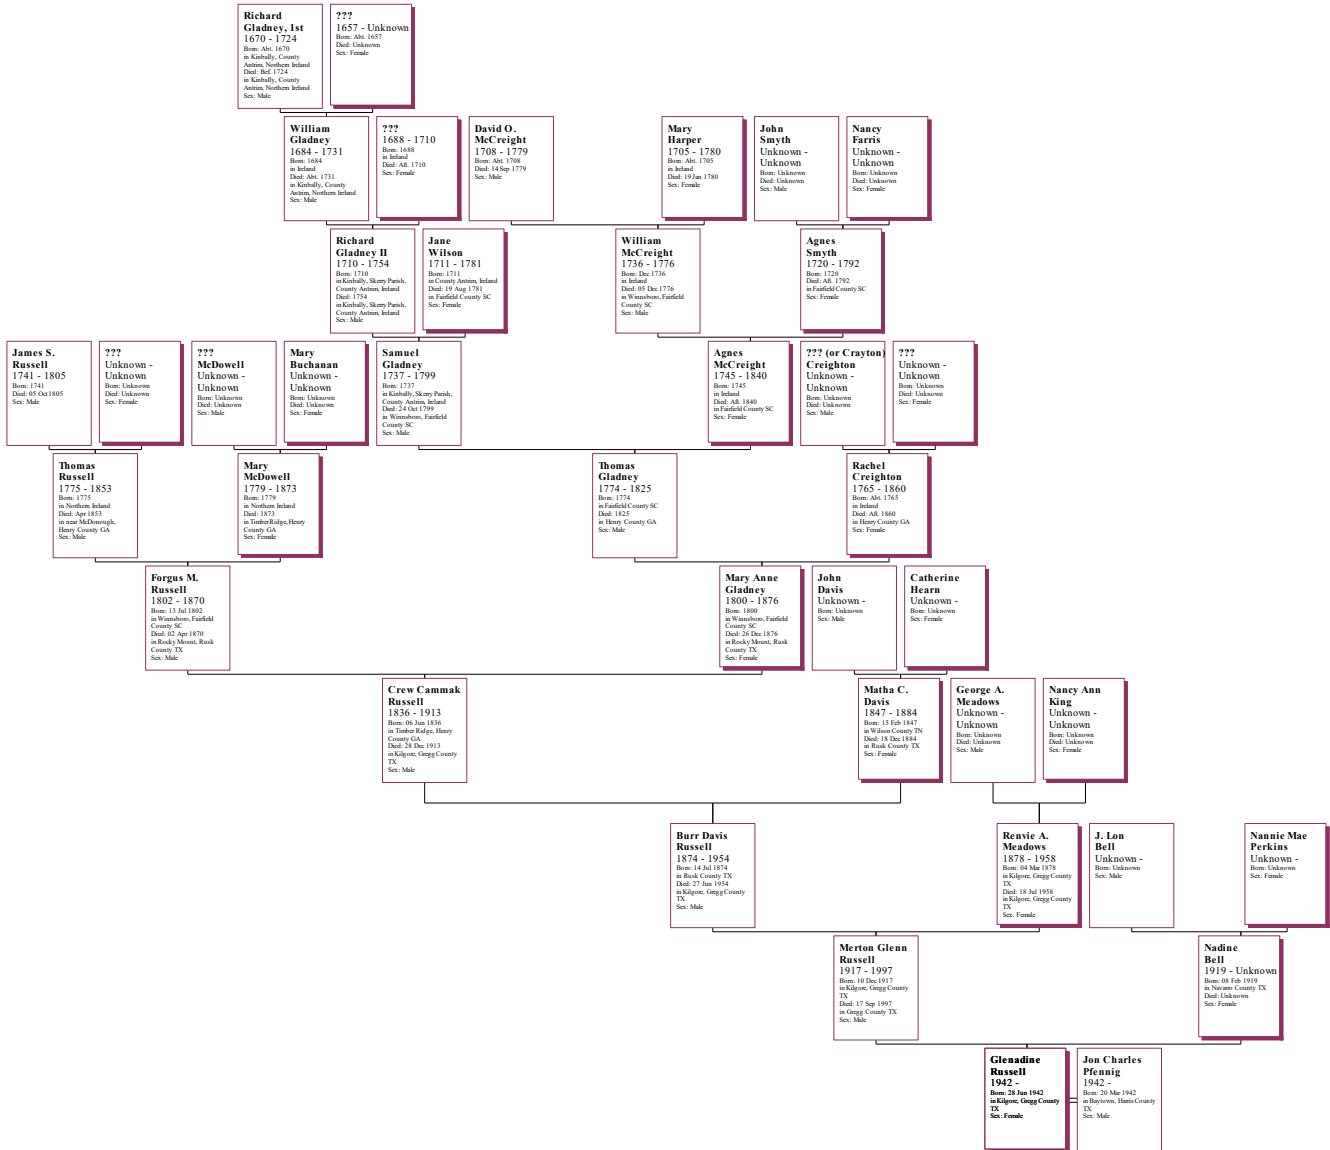 Richard
Gladney, 1st
1670 - 1724
Born: Abt. 1670
in Kinbally, County
Antrim, Northern Ireland
Died: Bef. 1724
in Kinbally, County
Antrim, Northern Ireland
Sex: Male
???
1657 - Unknown
Born: Abt. 1657
Died: Unknown
Sex: Female
William
Gladney
1684 - 1731
Born: 1684
in Ireland
Died: Abt. 1731
in Kinbally, County
Antrim, Northern Ireland
Sex: Male
???
1688 - 1710
Born: 1688
in Ireland
Died: Aft. 1710
Sex: Female
David O.
McCreight
1708 - 1779
Born: Abt. 1708
Died: 14 Sep 1779
Sex: Male
Mary
Harper
1705 - 1780
Born: Abt. 1705
in Ireland
Died: 19 Jan 1780
Sex: Female
John
Smyth
Unknown -
Unknown
Born: Unknown
Died: Unknown
Sex: Male
Nancy
Farris
Unknown -
Unknown
Born: Unknown
Died: Unknown
Sex: Female
Richard
Gladney II
1710 - 1754
Born: 1710
in Kinbally, Skerry Parish,
County Antrim, Ireland
Died: 1754
in Kinbally, Skerry Parish,
County Antrim, Ireland
Sex: Male
Jane
Wilson
1711 - 1781
Born: 1711
in County Antrim, Ireland
Died: 19 Aug 1781
in Fairfield County SC
Sex: Female
William
McCreight
1736 - 1776
Born: Dec 1736
in Ireland
Died: 05 Dec 1776
in Winnsboro, Fairfield
County SC
Sex: Male
Agnes
Smyth
1720 - 1792
Born: 1720
Died: Aft. 1792
in Fairfield County SC
Sex: Female
James S.
Russell
1741 - 1805
Born: 1741
Died: 05 Oct 1805
Sex: Male
???
Unknown -
Unknown
Born: Unknown
Died: Unknown
Sex: Female
???
McDowell
Unknown -
Unknown
Born: Unknown
Died: Unknown
Sex: Male
Mary
Buchanan
Unknown -
Unknown
Born: Unknown
Died: Unknown
Sex: Female
Samuel
Gladney
1737 - 1799
Born: 1737
in Kinbally, Skerry Parish,
County Antrim, Ireland
Died: 24 Oct 1799
in Winnsboro, Fairfield
County SC
Sex: Male
Agnes
McCreight
1745 - 1840
Born: 1745
in Ireland
Died: Aft. 1840
in Fairfield County SC
Sex: Female
??? (or Crayton)
Creighton
Unknown -
Unknown
Born: Unknown
Died: Unknown
Sex: Male
???
Unknown -
Unknown
Born: Unknown
Died: Unknown
Sex: Female
Thomas
Russell
1775 - 1853
Born: 1775
in Northern Ireland
Died: Apr 1853
in near McDonough,
Henry County GA
Sex: Male
Mary
McDowell
1779 - 1873
Born: 1779
in Northern Ireland
Died: 1873
in Timber Ridge, Henry
County GA
Sex: Female
Thomas
Gladney
1774 - 1825
Born: 1774
in Fairfield County SC
Died: 1825
in Henry County GA
Sex: Male
Rachel
Creighton
1765 - 1860
Born: Abt. 1765
in Ireland
Died: Aft. 1860
in Henry County GA
Sex: Female
Forgus M.
Russell
1802 - 1870
Born: 13 Jul 1802
in Winnsboro, Fairfield
County SC
Died: 02 Apr 1870
in Rocky Mount, Rusk
County TX
Sex: Male
Mary Anne
Gladney
1800 - 1876
Born: 1800
in Winnsboro, Fairfield
County SC
Died: 26 Dec 1876
in Rocky Mount, Rusk
County TX
Sex: Female
John
Davis
Unknown -
Born: Unknown
Sex: Male
Catherine
Hearn
Unknown -
Born: Unknown
Sex: Female
Crew Cammak
Russell
1836 - 1913
Born: 06 Jun 1836
in Timber Ridge, Henry
County GA
Died: 28 Dec 1913
in Kilgore, Gregg County
TX
Sex: Male
Matha C.
Davis
1847 - 1884
Born: 15 Feb 1847
in Wilson County TN
Died: 18 Dec 1884
in Rusk County TX
Sex: Female
George A.
Meadows
Unknown -
Unknown
Born: Unknown
Died: Unknown
Sex: Male
Nancy Ann
King
Unknown -
Unknown
Born: Unknown
Died: Unknown
Sex: Female
Burr Davis
Russell
1874 - 1954
Born: 14 Jul 1874
in Rusk County TX
Died: 27 Jun 1954
in Kilgore, Gregg County
TX
Sex: Male
Renvie A.
Meadows
1878 - 1958
Born: 04 Mar 1878
in Kilgore, Gregg County
TX
Died: 18 Jul 1958
in Kilgore, Gregg County
TX
Sex: Female
J. Lon
Bell
Unknown -
Born: Unknown
Sex: Male
Nannie Mae
Perkins
Unknown -
Born: Unknown
Sex: Female
Merton Glenn
Russell
1917 - 1997
Born: 10 Dec 1917
in Kilgore, Gregg County
TX
Died: 17 Sep 1997
in Gregg County TX
Sex: Male
Nadine
Bell
1919 - Unknown
Born: 08 Feb 1919
in Navarro County TX
Died: Unknown
Sex: Female
Glenadine
Russell
1942 -
Born: 28 Jun 1942
in Kilgore, Gregg County
TX
Sex: Female
Jon Charles
Pfennig
1942 -
Born: 20 Mar 1942
in Baytown, Harris County
TX
Sex: Male